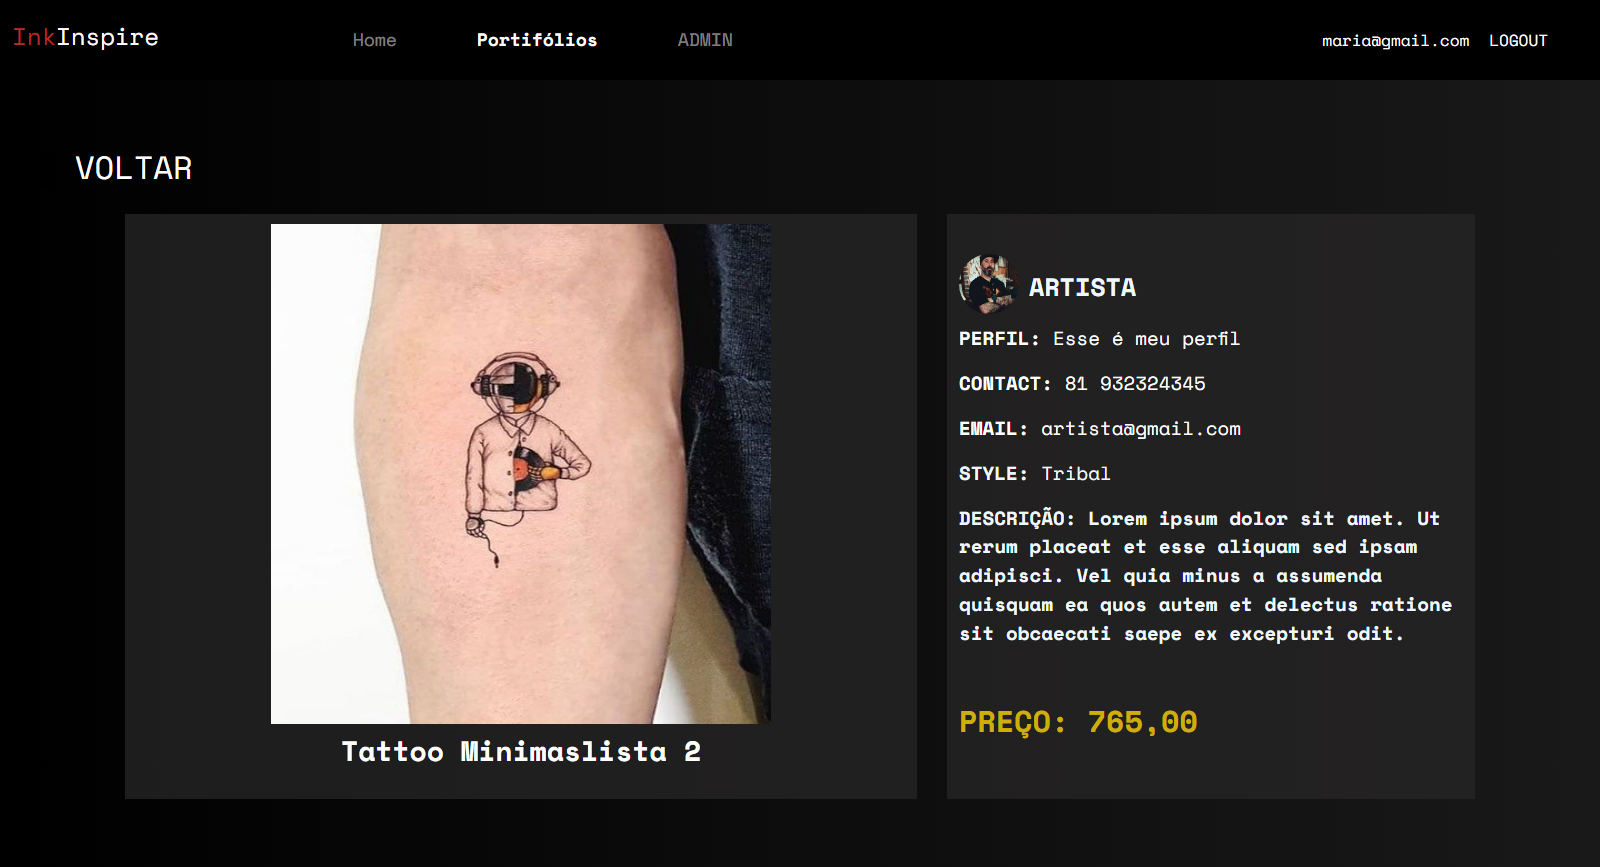 InkInspire
Home
Portifólios
ADMIN
maria@gmail.com
LOGOUT
VOLTAR
Tattoo Minimaslista 2
ARTISTA
PERFIL: Esse é meu perfil
CONTACT: 81 932324345
EMAIL: artista@gmail.com
STYLE: Tribal
DESCRIÇÃO: Lorem ipsum dolor sit amet. Ut
rerum placeat et esse aliquam sed ipsam
adipisci. Vel quia minus a assumenda
quisquam ea quos autem et delectus ratione
sit obcaecati saepe ex excepturi odit.
PREÇO: 765,00